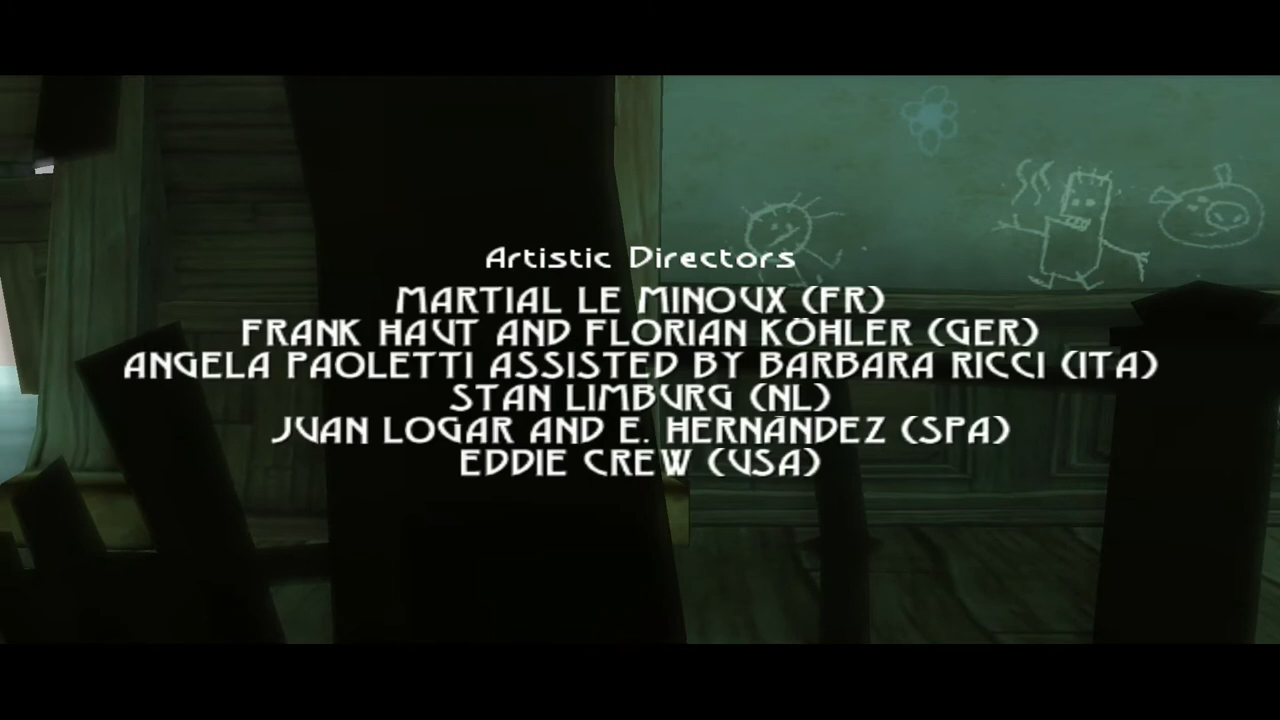 Artistic Directors
MARTIAL LE MINOUX (FR)
FRANK HAUT AND FLORIAN KÖHLER (GER)
ANGELA PAOLETTI ASSISTED BY BARBARA RICCI (ITA)
STAN LIMBURG (NL)
JUAN LOGAR AND E. HERNÁNDEZ (SPA)
EDDIE CREW (USA)